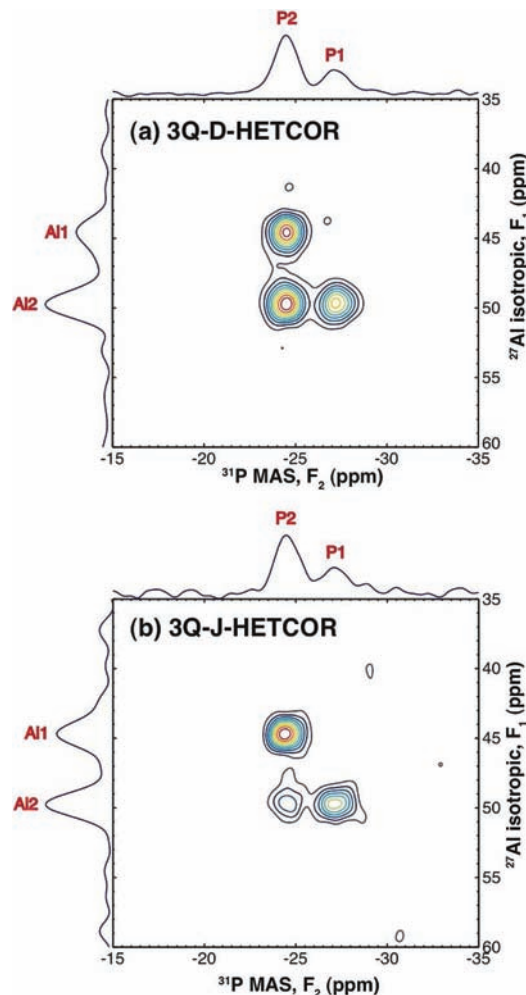 P2
P1
35
(a) 3Q-D-HETCOR
40
Al1
45
Al2
50
55
60
-15
-20
-25
-30
-35
³¹P MAS, F₂ (ppm)
²⁷Al isotropic, F₁ (ppm)
P2
P1
35
(b) 3Q-J-HETCOR
40
Al1
45
Al2
50
55
60
-15
-20
-25
-30
-35
³¹P MAS, F₂ (ppm)
²⁷Al isotropic, F₁ (ppm)